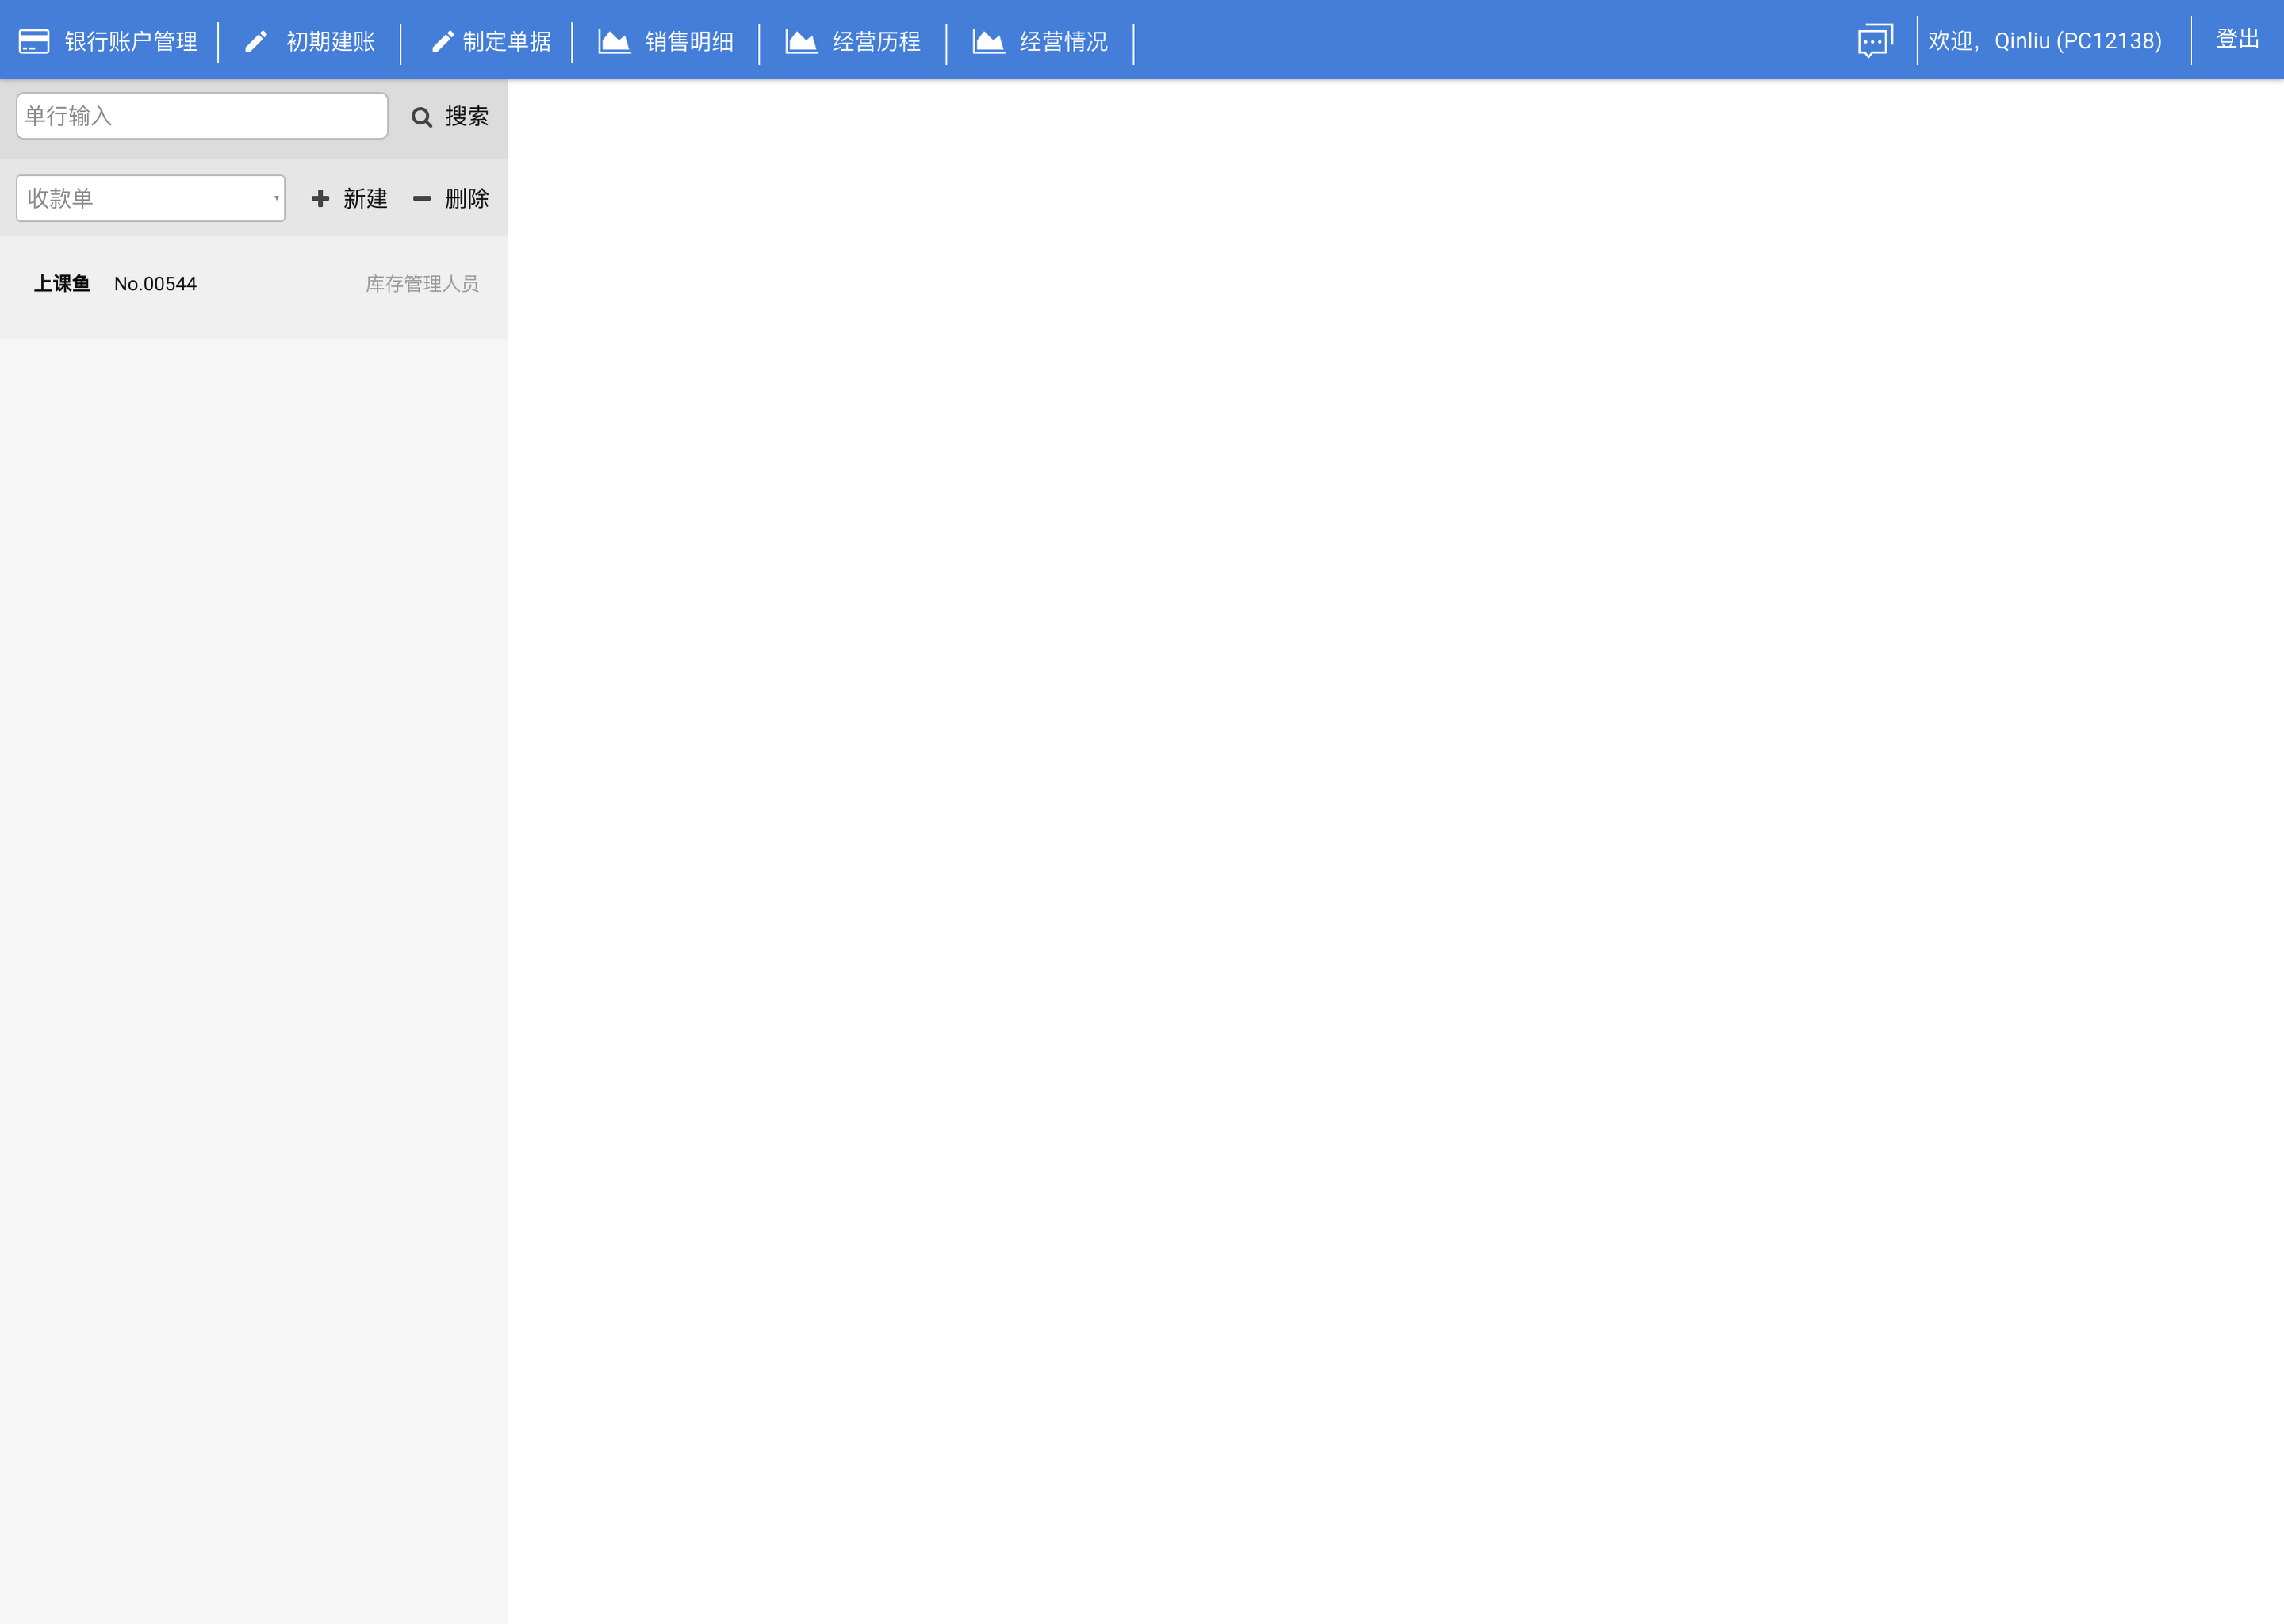 银行账户管理 初期建账 制定单据 销售明细 经营历程 经营情况 欢迎，Qinliu (PC12138) 登出
单行输入 搜索
收款单 新建 删除
上课鱼 No.00544 库存管理人员